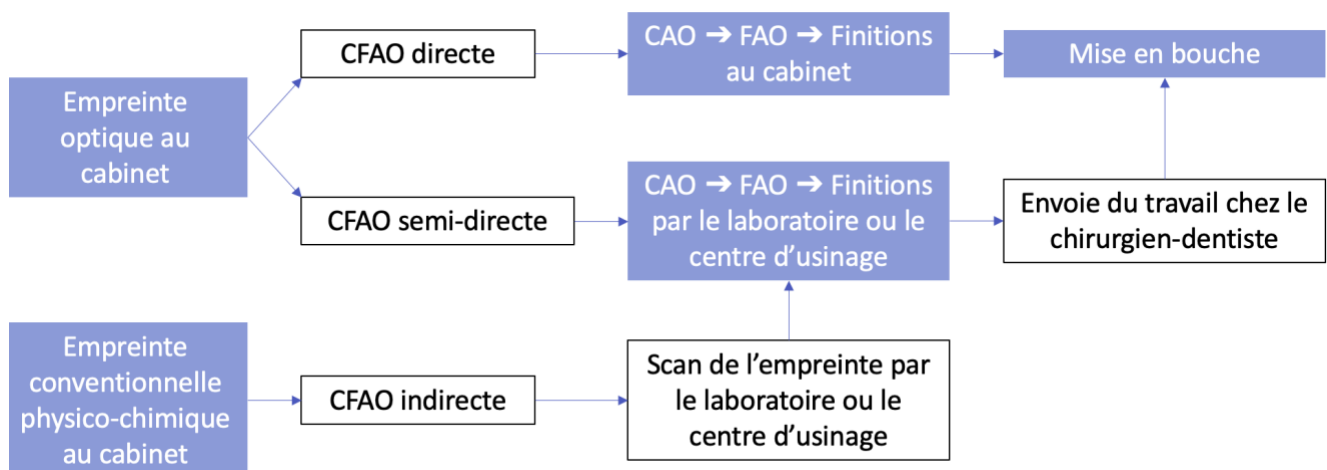 Empreinte
optique au
cabinet
CFAO directe
CAO ➔ FAO ➔ Finitions
au cabinet
Mise en bouche
CFAO semi-directe
CAO ➔ FAO ➔ Finitions
par le laboratoire ou le
centre d’usinage
Envoie du travail chez le
chirurgien-dentiste
Empreinte
conventionnelle
physico-chimique
au cabinet
CFAO indirecte
Scan de l’empreinte par
le laboratoire ou le
centre d’usinage